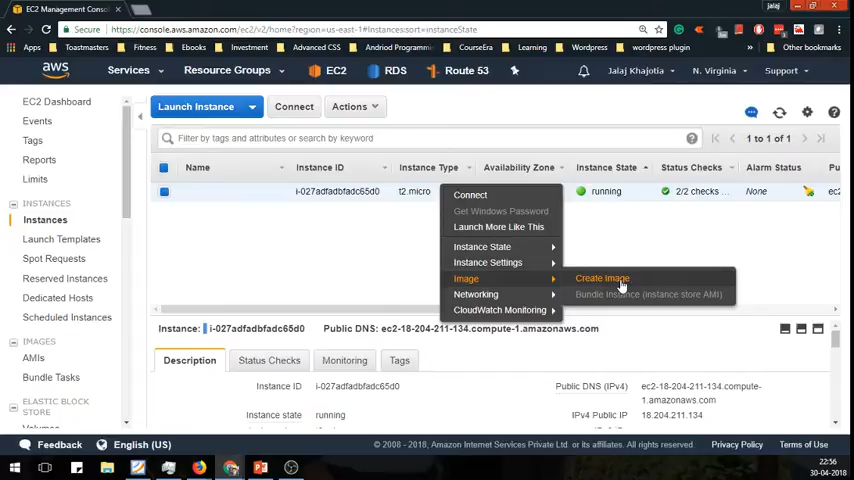 EC2 Management Consol
jalaj
Secure https://console.aws.amazon.com/ec2/v2/home?region=us-east-1#Instances:sort=instanceState
Apps Toastmasters Fitness Ebooks Investment Advanced CSS Andriod Programming CourseEra Learning Wordpress wordpress plugin Other bookmarks
aws Services Resource Groups EC2 RDS Route 53 Jalaj Khajotia N. Virginia Support
EC2 Dashboard
Events
Tags
Reports
Limits
INSTANCES
Instances
Launch Templates
Spot Requests
Reserved Instances
Dedicated Hosts
Scheduled Instances
IMAGES
AMIs
Bundle Tasks
ELASTIC BLOCK
STORE
Launch Instance Connect Actions
Filter by tags and attributes or search by keyword
1 to 1 of 1
Name Instance ID Instance Type Availability Zone Instance State Status Checks Alarm Status Pu
i-027adfadbfadc65d0 t2.micro running 2/2 checks ... None ec2
Connect
Get Windows Password
Launch More Like This
Instance State
Instance Settings
Image
Networking
CloudWatch Monitoring
Create Image
Bundle Instance (instance store AMI)
Instance: i-027adfadbfadc65d0 Public DNS: ec2-18-204-211-134.compute-1.amazonaws.com
Description Status Checks Monitoring Tags
Instance ID i-027adfadbfadc65d0 Public DNS (IPv4) ec2-18-204-211-134.compute-
1.amazonaws.com
Instance state running IPv4 Public IP 18.204.211.134
Feedback English (US) © 2008 - 2018, Amazon Internet Services Private Ltd. or its affiliates. All rights reserved. Privacy Policy Terms of Use
22:56
30-04-2018